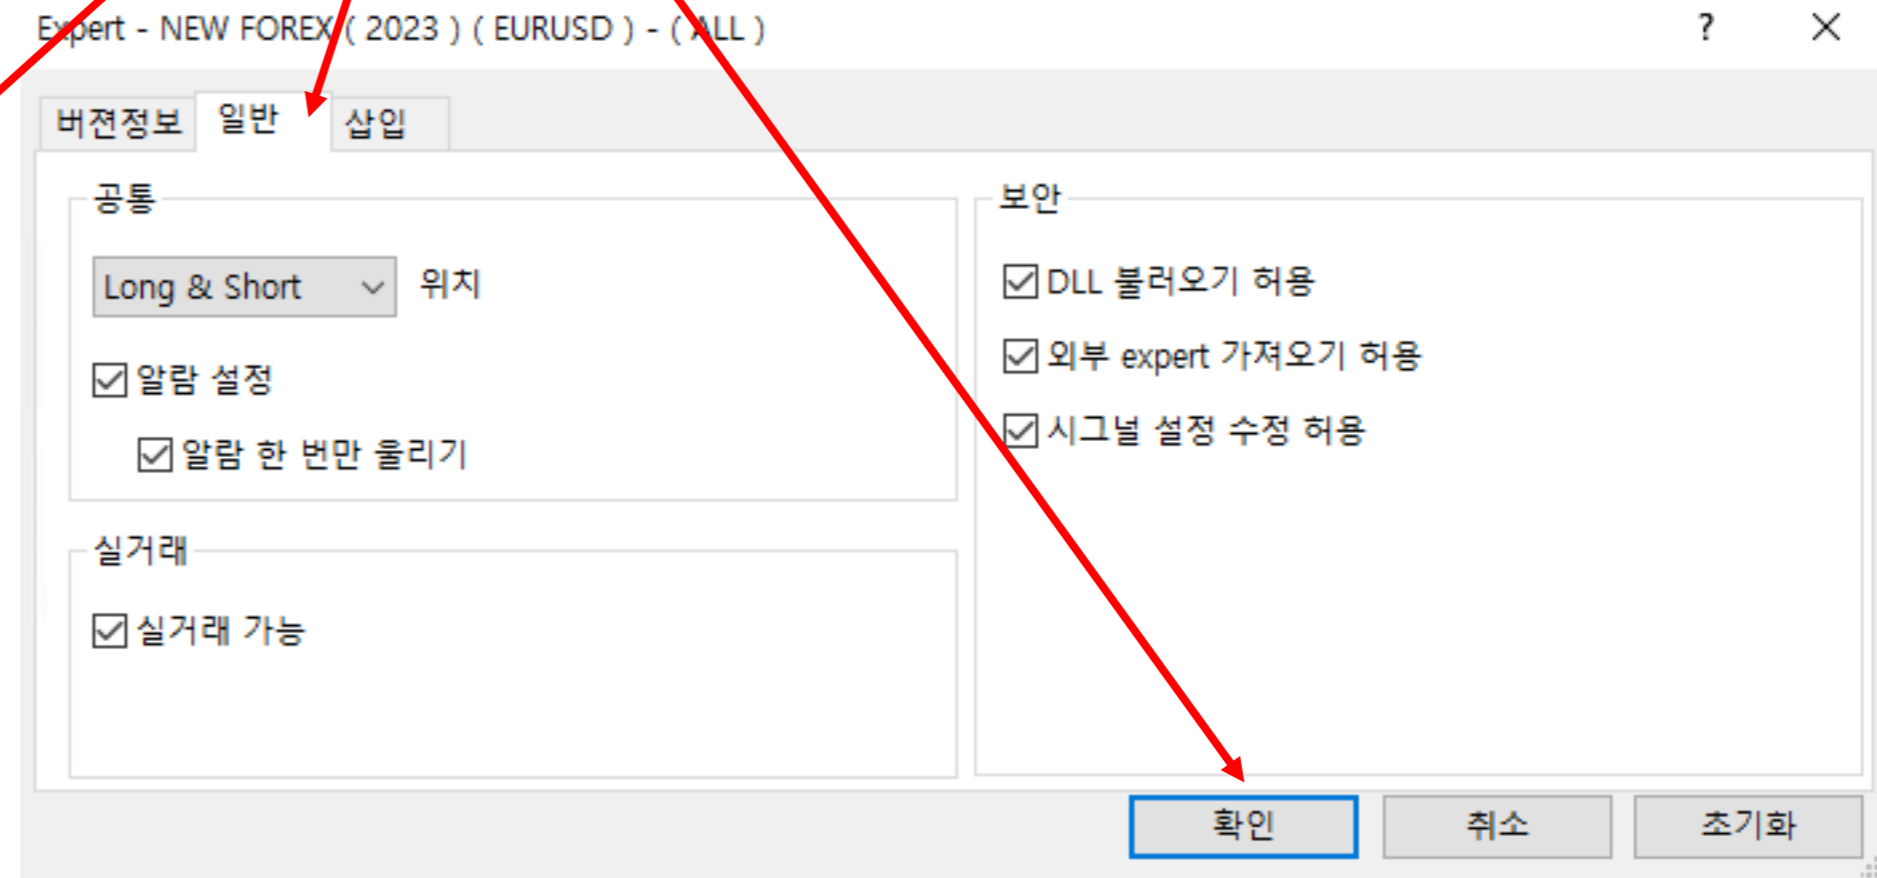 Expert - NEW FOREX ( 2023 ) ( EURUSD ) - ( ALL )
버젼정보 일반 삽입
공통
Long & Short 위치
알람 설정
알람 한 번만 울리기
실거래
실거래 가능
보안
DLL 불러오기 허용
외부 expert 가져오기 허용
시그널 설정 수정 허용
확인 취소 초기화